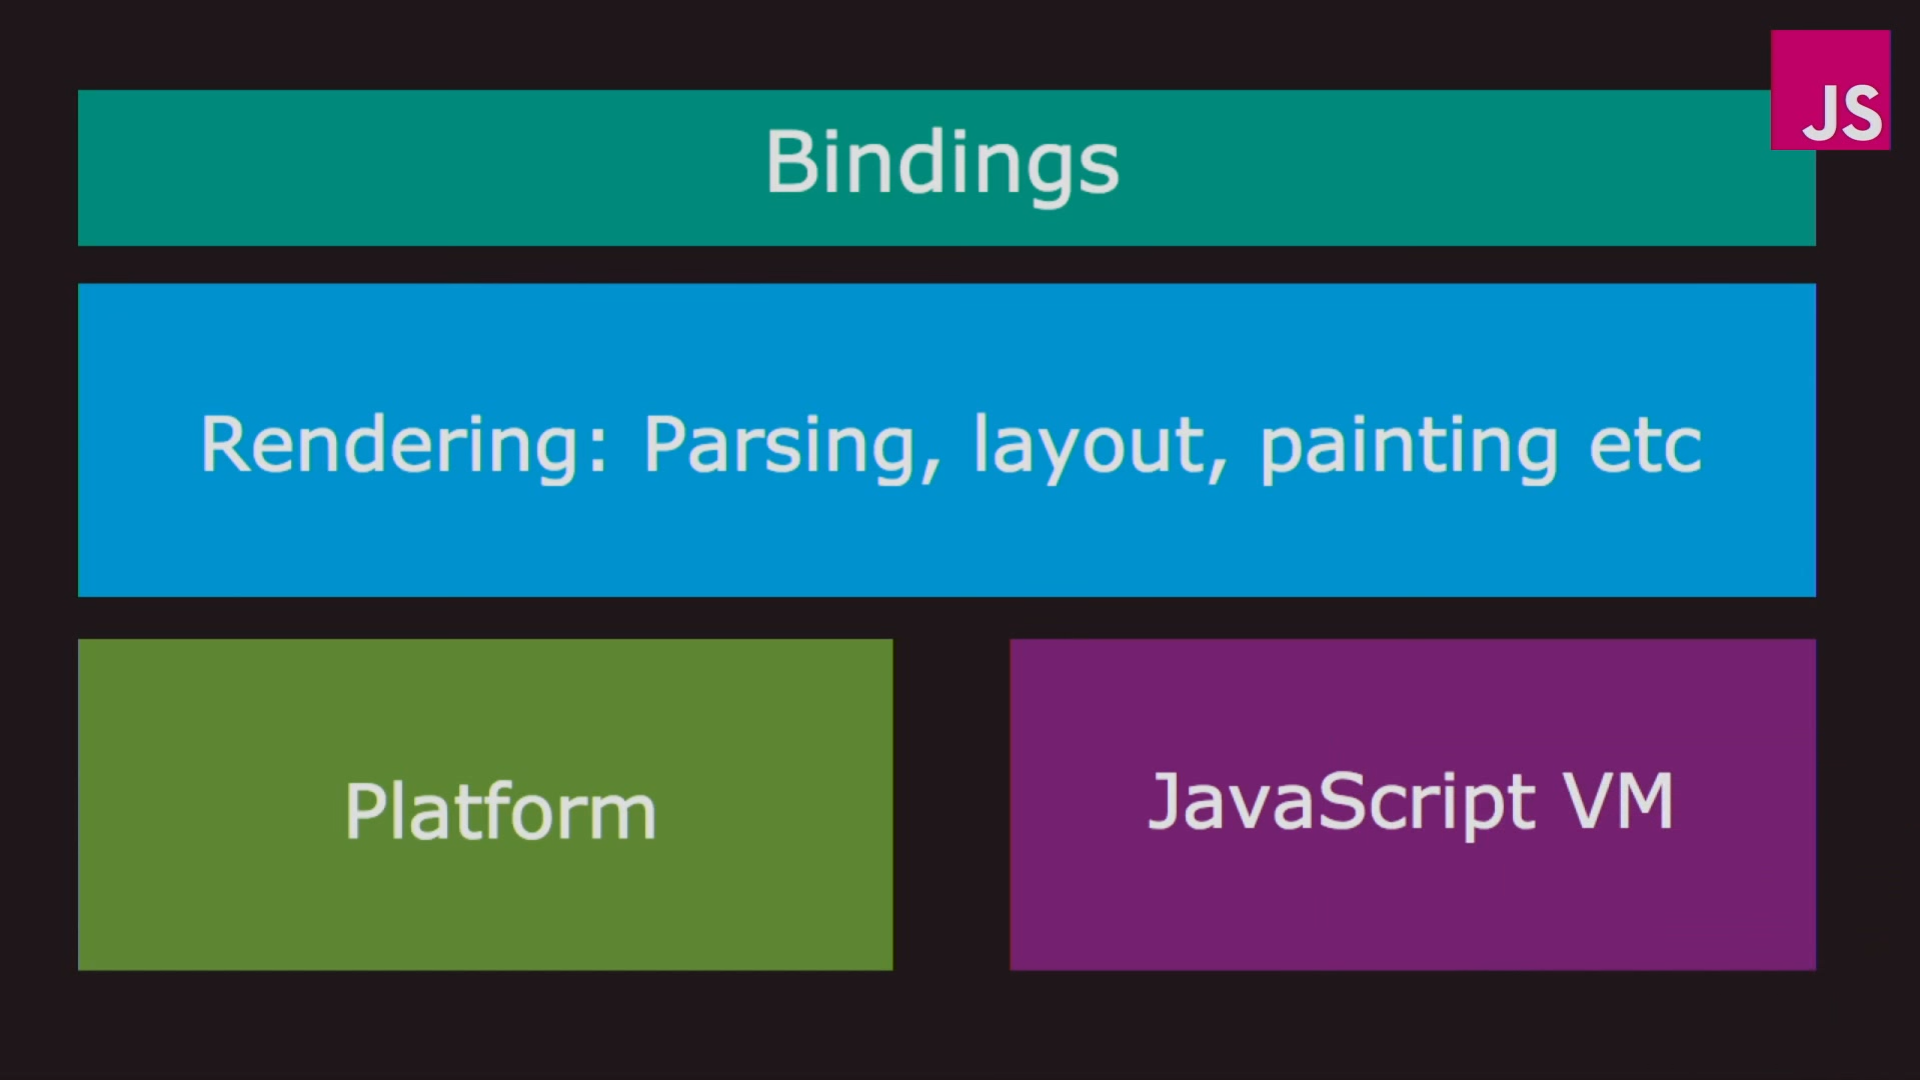 JS
Bindings
Rendering: Parsing, layout, painting etc
Platform
JavaScript VM